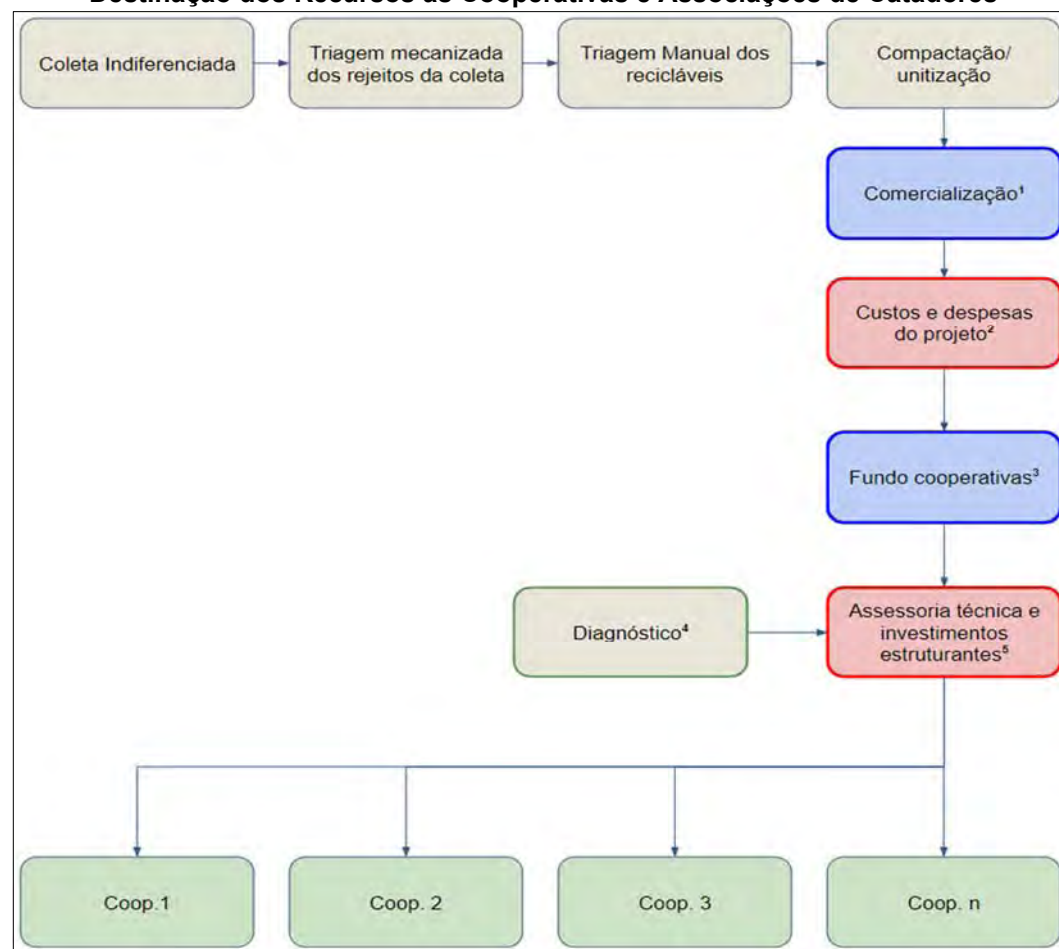 Destinação dos Recursos às Cooperativas e Associações de Catadores
Coleta Indiferenciada
Triagem mecanizada
dos rejeitos da coleta
Triagem Manual dos
recicláveis
Compactação/
unitização
Comercialização¹
Custos e despesas
do projeto²
Fundo cooperativas³
Diagnóstico⁴
Assessoria técnica e
investimentos
estruturantes⁵
Coop.1
Coop. 2
Coop. 3
Coop. n